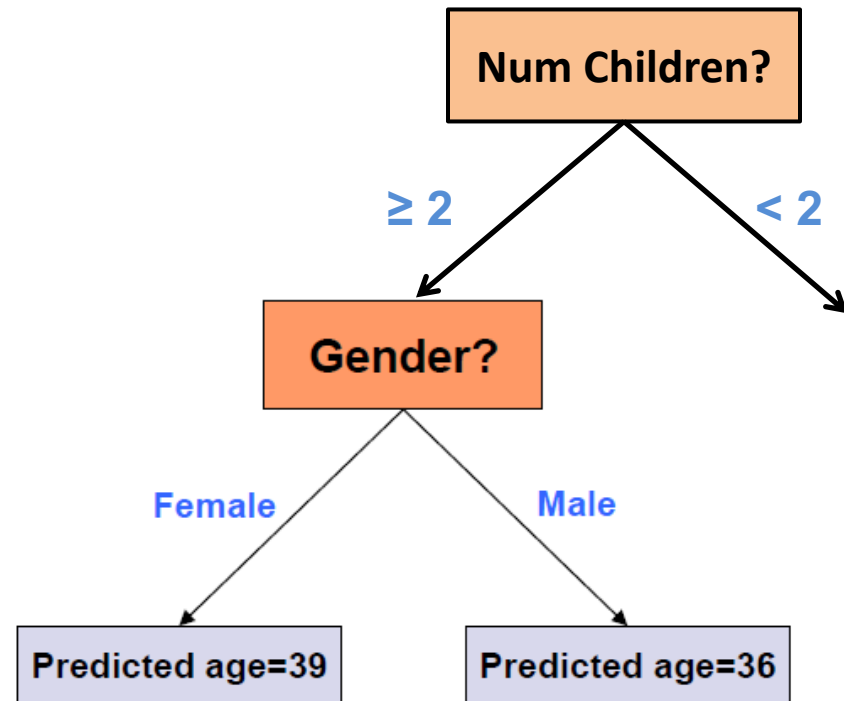 Num Children?
≥ 2
< 2
Gender?
Female
Male
Predicted age=39
Predicted age=36